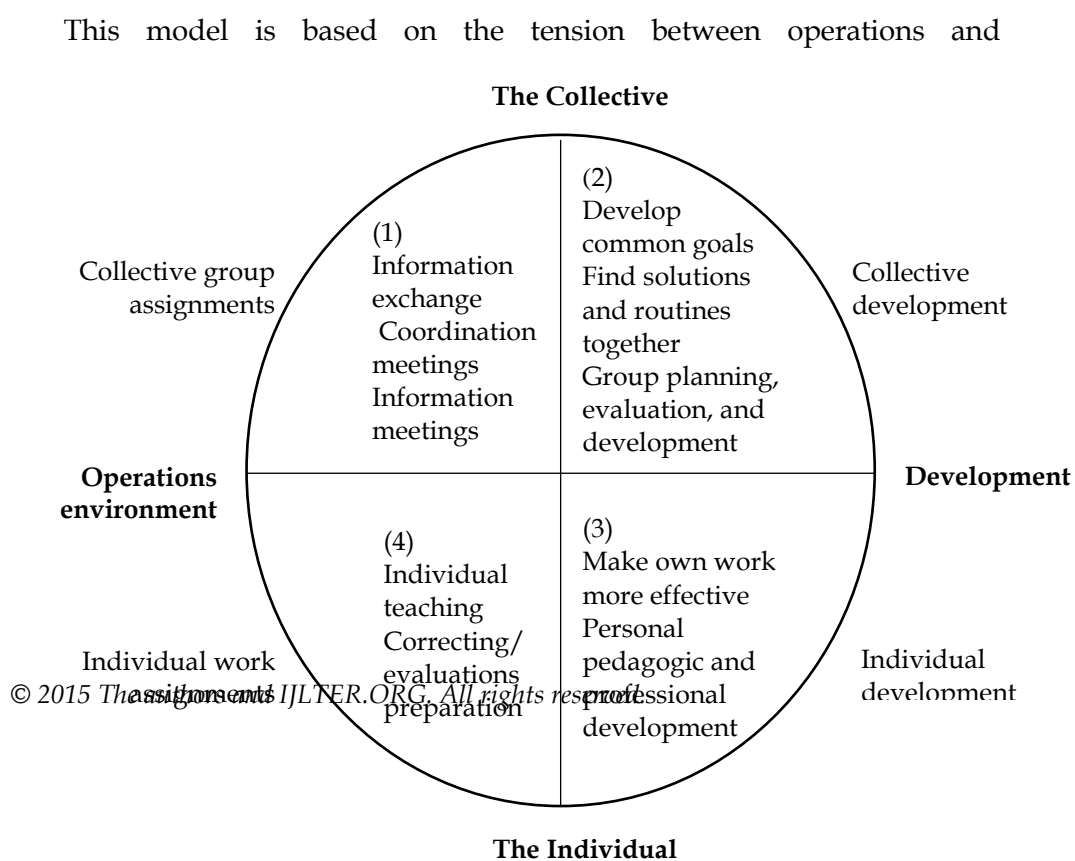 This model is based on the tension between operations and
The Collective
Collective group
assignments
(1)
Information
exchange
Coordination
meetings
Information
meetings
(2)
Develop
common goals
Find solutions
and routines
together
Group planning,
evaluation, and
development
Collective
development
Operations
environment
Development
Individual work
assignments
(4)
Individual
teaching
Correcting/
evaluations
preparation
(3)
Make own work
more effective
Personal
pedagogic and
professional
development
Individual
development
© 2015 The authors and IJLTER.ORG. All rights reserved.
The Individual